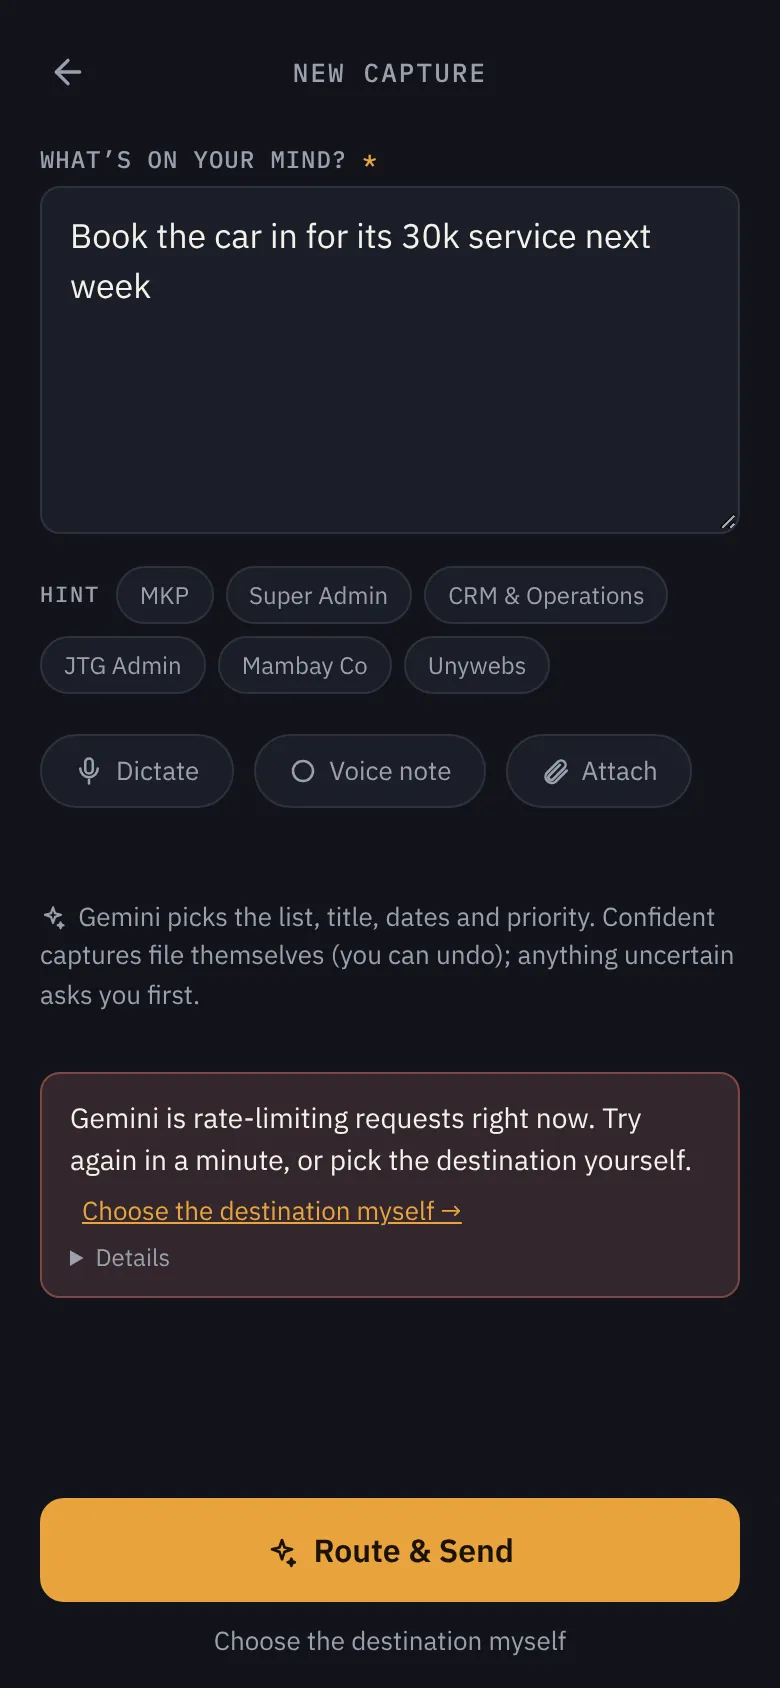 NEW CAPTURE
WHAT’S ON YOUR MIND? *
Book the car in for its 30k service next
week
HINT MKP Super Admin CRM & Operations
JTG Admin Mambay Co Unywebs
Dictate Voice note Attach
Gemini picks the list, title, dates and priority. Confident
captures file themselves (you can undo); anything uncertain
asks you first.
Gemini is rate-limiting requests right now. Try
again in a minute, or pick the destination yourself.
Choose the destination myself →
Details
Route & Send
Choose the destination myself